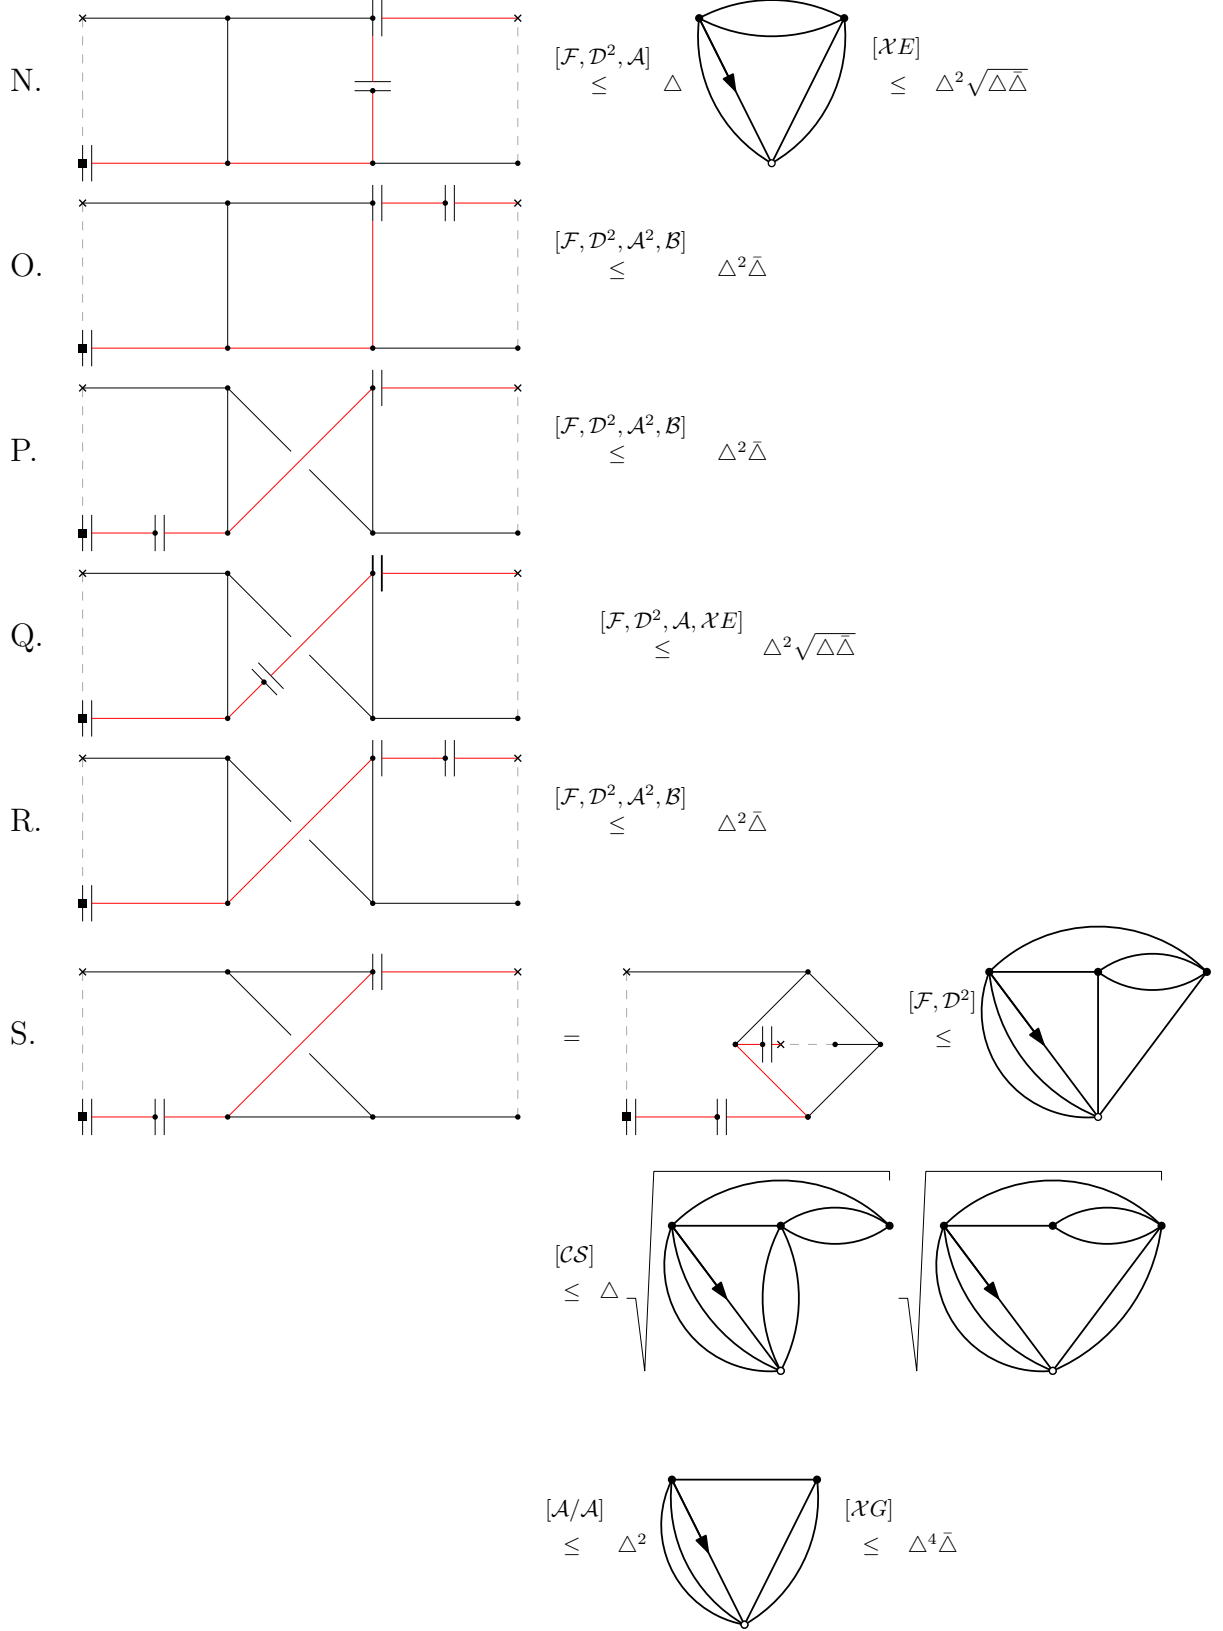 N. [𝓕, 𝓓², 𝓐] ≤ △ [𝓧E] ≤ △²√△△̄
O. [𝓕, 𝓓², 𝓐², 𝓑] ≤ △²△̄
P. [𝓕, 𝓓², 𝓐², 𝓑] ≤ △²△̄
Q. [𝓕, 𝓓², 𝓐, 𝓧E] ≤ △²√△△̄
R. [𝓕, 𝓓², 𝓐², 𝓑] ≤ △²△̄
S. = [𝓕, 𝓓²] ≤
[𝓒𝓢] ≤ △ √ √
[𝓐/𝓐] ≤ △² [𝓧G] ≤ △⁴△̄